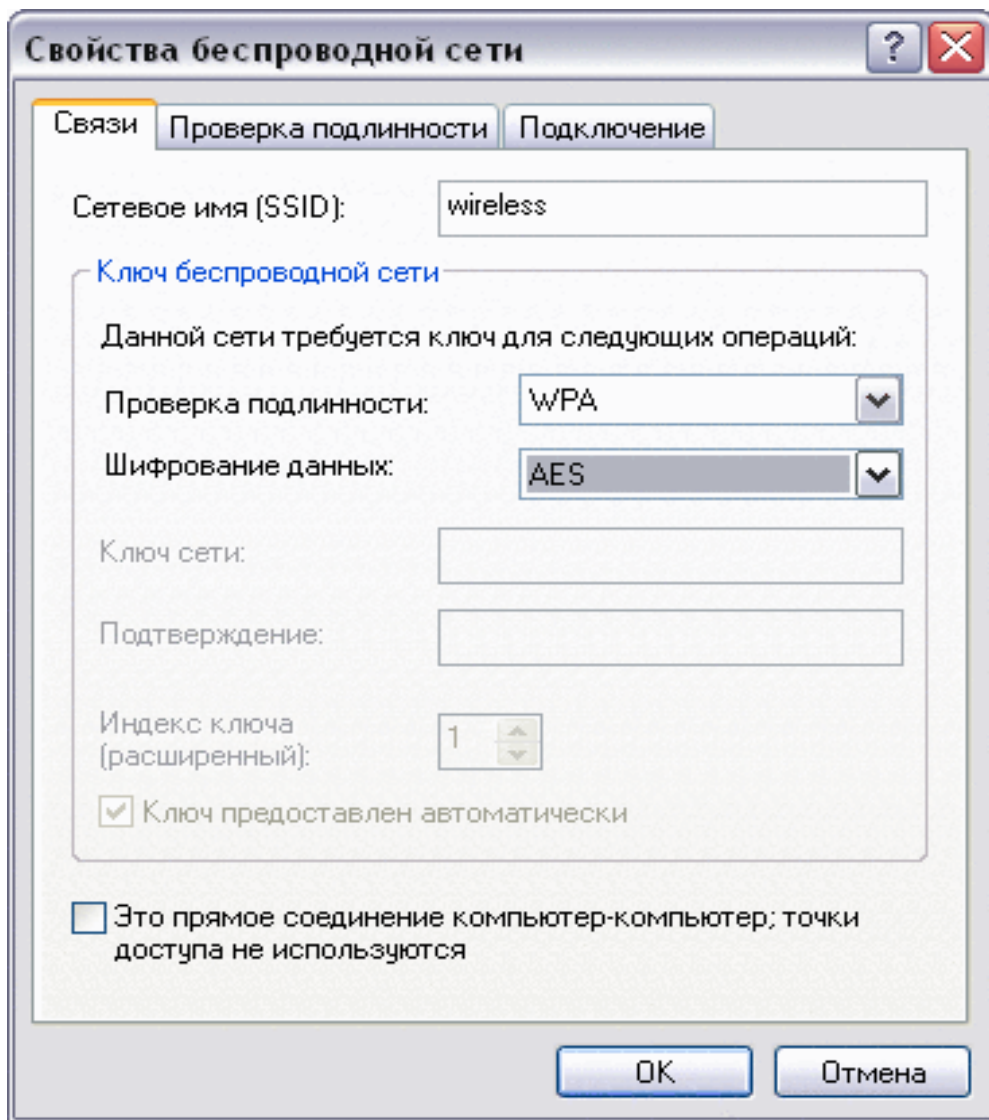 Свойства беспроводной сети
Связи
Проверка подлинности
Подключение
Сетевое имя (SSID):
wireless
Ключ беспроводной сети
Данной сети требуется ключ для следующих операций:
Проверка подлинности:
WPA
Шифрование данных:
AES
Ключ сети:
Подтверждение:
Индекс ключа
(расширенный):
1
Ключ предоставлен автоматически
Это прямое соединение компьютер-компьютер; точки
доступа не используются
OK
Отмена